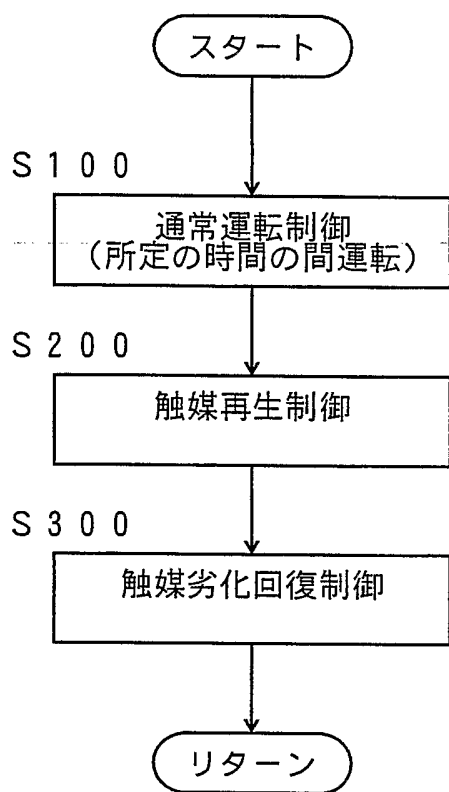 スタート
S100
通常運転制御
（所定の時間の間運転）
S200
触媒再生制御
S300
触媒劣化回復制御
リターン